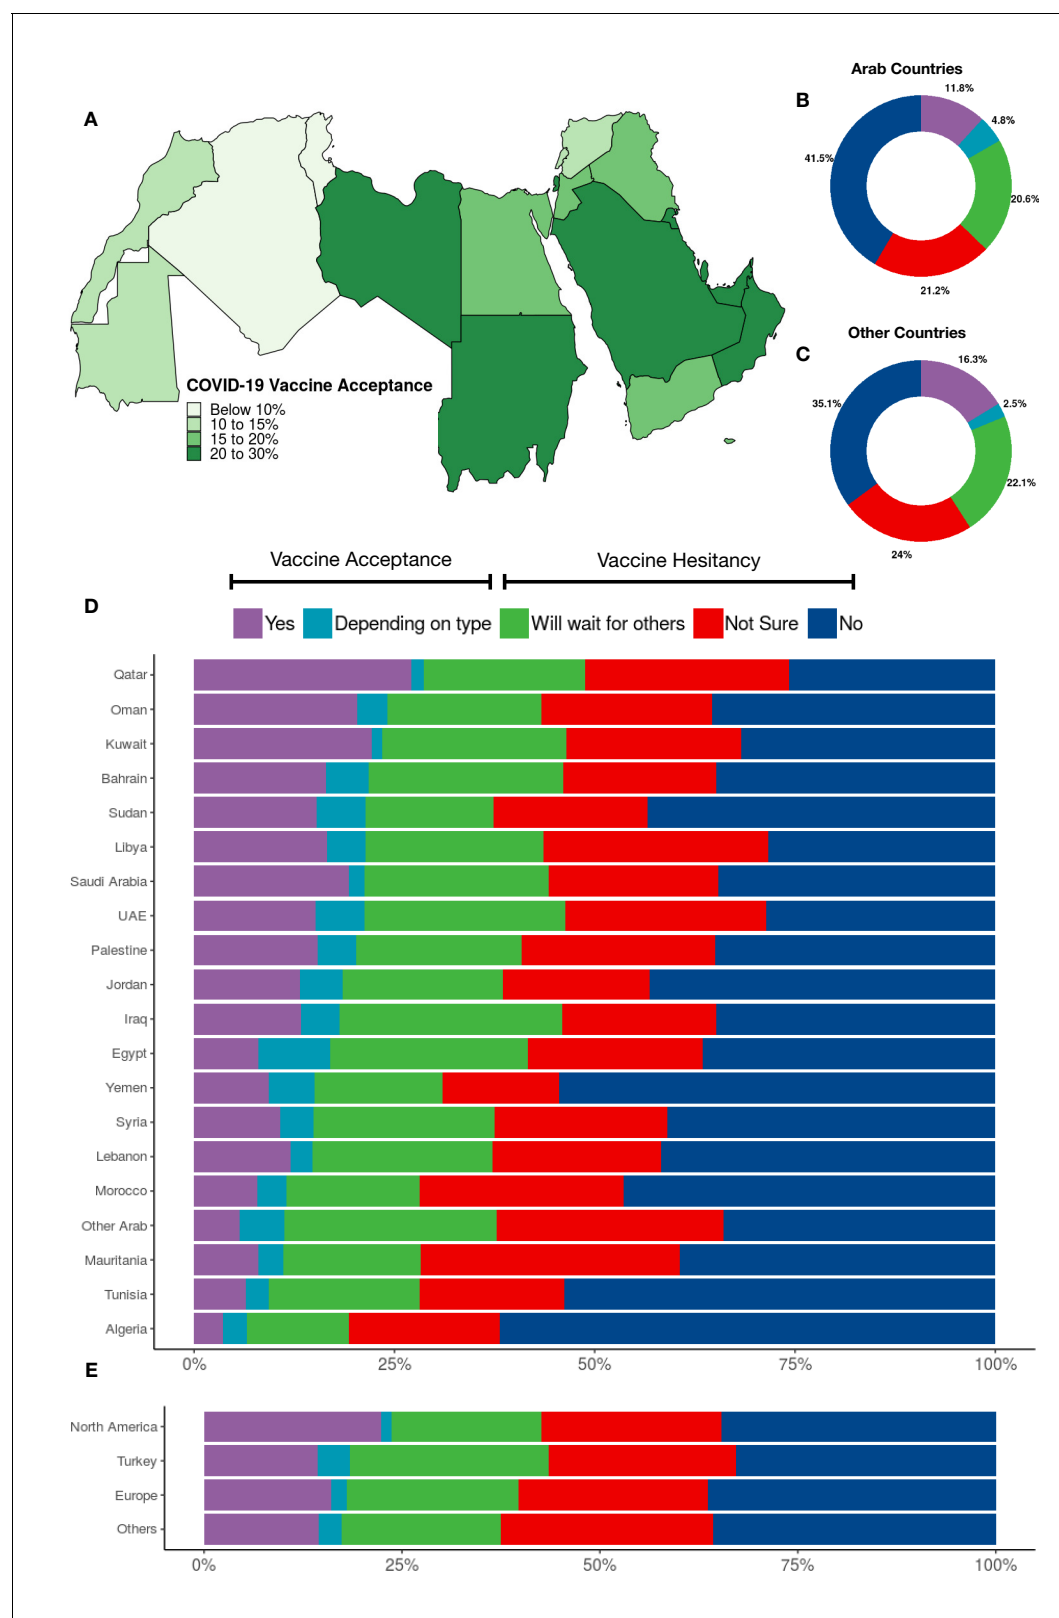 A
COVID-19 Vaccine Acceptance
Below 10%
10 to 15%
15 to 20%
20 to 30%
Arab Countries
B
11.8%
4.8%
41.5%
20.6%
21.2%
Other Countries
C
16.3%
2.5%
35.1%
22.1%
24%
Vaccine Acceptance Vaccine Hesitancy
D
Yes Depending on type Will wait for others Not Sure No
Qatar
Oman
Kuwait
Bahrain
Sudan
Libya
Saudi Arabia
UAE
Palestine
Jordan
Iraq
Egypt
Yemen
Syria
Lebanon
Morocco
Other Arab
Mauritania
Tunisia
Algeria
0% 25% 50% 75% 100%
E
North America
Turkey
Europe
Others
0% 25% 50% 75% 100%